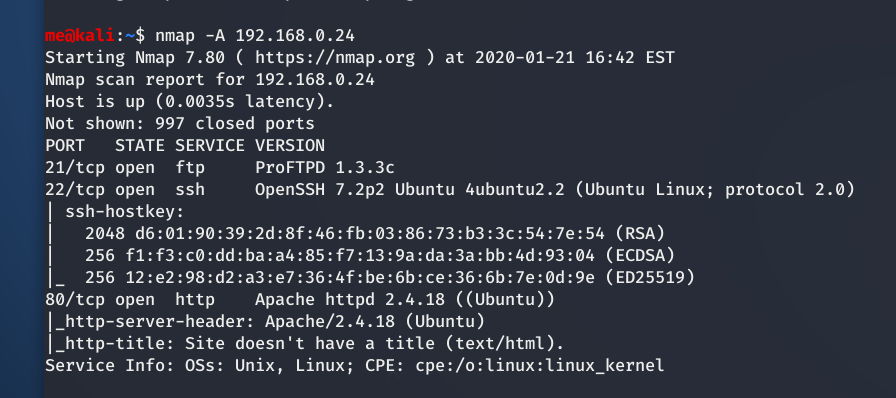 me@kali:~$ nmap -A 192.168.0.24
Starting Nmap 7.80 ( https://nmap.org ) at 2020-01-21 16:42 EST
Nmap scan report for 192.168.0.24
Host is up (0.0035s latency).
Not shown: 997 closed ports
PORT   STATE SERVICE VERSION
21/tcp open  ftp     ProFTPD 1.3.3c
22/tcp open  ssh     OpenSSH 7.2p2 Ubuntu 4ubuntu2.2 (Ubuntu Linux; protocol 2.0)
| ssh-hostkey:
|   2048 d6:01:90:39:2d:8f:46:fb:03:86:73:b3:3c:54:7e:54 (RSA)
|   256 f1:f3:c0:dd:ba:a4:85:f7:13:9a:da:3a:bb:4d:93:04 (ECDSA)
|_  256 12:e2:98:d2:a3:e7:36:4f:be:6b:ce:36:6b:7e:0d:9e (ED25519)
80/tcp open  http    Apache httpd 2.4.18 ((Ubuntu))
|_http-server-header: Apache/2.4.18 (Ubuntu)
|_http-title: Site doesn't have a title (text/html).
Service Info: OSs: Unix, Linux; CPE: cpe:/o:linux:linux_kernel